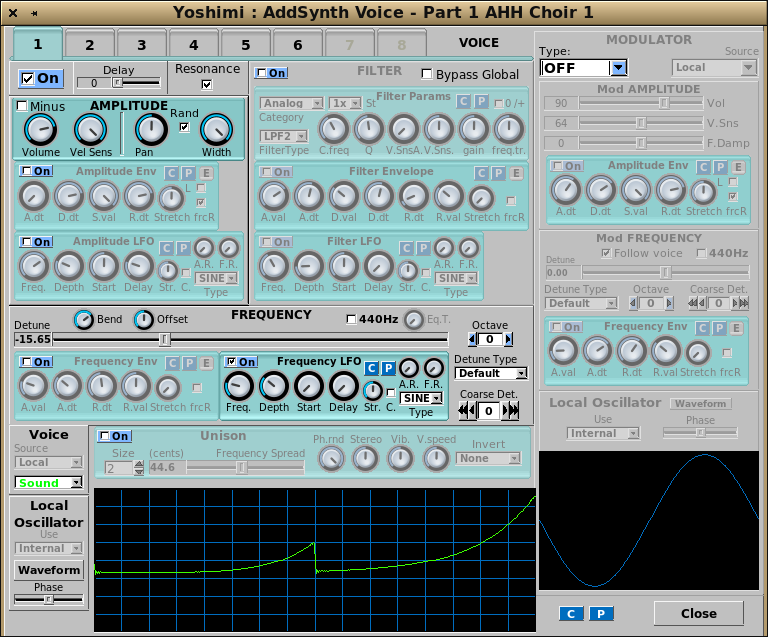 Yoshimi : AddSynth Voice - Part 1 AHH Choir 1
1 2 3 4 5 6 7 8 VOICE
On
Delay
0
Resonance
Minus AMPLITUDE
Rand
Volume Vel Sens Pan Width
On Amplitude Env C P E
L
A.dt D.dt S.val R.dt Stretch frcR
On Amplitude LFO C P
A.R. F.R.
SINE
Freq. Depth Start Delay Str. C. Type
On FILTER Bypass Global
Analog 1x St Filter Params C P 0 /+
Category
LPF2
FilterType C.freq Q V.SnsA. V.Sns. gain freq.tr.
On Filter Envelope C P E
A.val A.dt D.val D.dt R.dt R.val Stretch frcR
On Filter LFO C P
A.R. F.R.
SINE
Freq. Depth Start Delay Str. C. Type
Bend Offset FREQUENCY 440Hz Eq.T.
Detune
-15.65
Octave
0
On Frequency Env C P E
A.val A.dt R.dt R.val Stretch frcR
On Frequency LFO C P
A.R. F.R.
SINE
Freq. Depth Start Delay Str. C. Type
Detune Type
Default
Coarse Det.
0
Voice
Source
Local
Sound
Local
Oscillator
Use
Internal
Waveform
Phase
On Unison
Size (cents) Frequency Spread
2 44.6
Ph.rnd Stereo Vib. V.speed Invert
None
MODULATOR
Type: Source
OFF Local
Mod AMPLITUDE
90 Vol
64 V.Sns
0 F.Damp
On Amplitude Env C P E
L
A.dt D.dt S.val R.dt Stretch frcR
Mod FREQUENCY
Follow voice 440Hz
Detune
0.00
Detune Type Octave Coarse Det.
Default 0 0
On Frequency Env C P E
A.val A.dt R.dt R.val Stretch frcR
Local Oscillator Waveform
Use Phase
Internal
C P Close